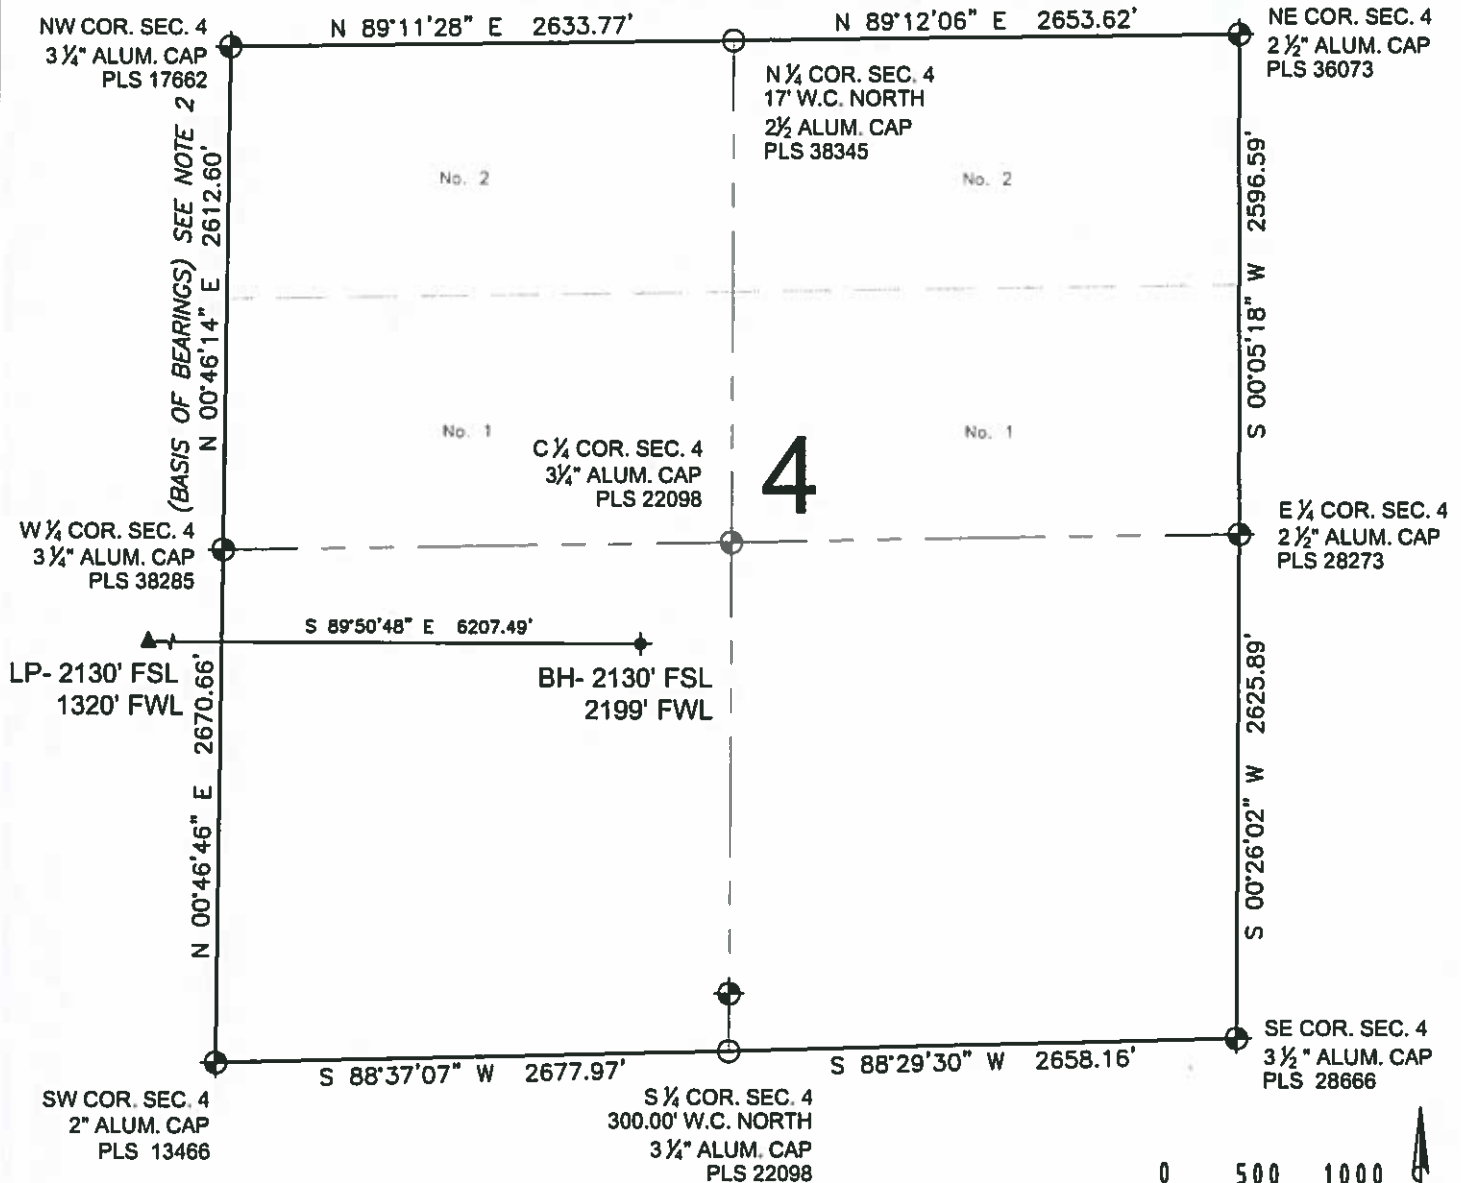 NW COR. SEC. 4
3 ¼" ALUM. CAP
PLS 17662
N 89°11'28" E 2633.77'
N 89°12'06" E 2653.62'
NE COR. SEC. 4
2 ½" ALUM. CAP
PLS 36073
N ¼ COR. SEC. 4
17' W.C. NORTH
2½ ALUM. CAP
PLS 38345
(BASIS OF BEARINGS) SEE NOTE 2
N 00°46'14" E 2612.60'
No. 2
No. 2
S 00°05'18" W 2596.59'
No. 1
No. 1
C ¼ COR. SEC. 4
3¼" ALUM. CAP
PLS 22098
4
W ¼ COR. SEC. 4
3 ¼" ALUM. CAP
PLS 38285
E ¼ COR. SEC. 4
2 ½" ALUM. CAP
PLS 28273
S 89°50'48" E 6207.49'
LP- 2130' FSL
1320' FWL
BH- 2130' FSL
2199' FWL
N 00°46'46" E 2670.66'
S 00°26'02" W 2625.89'
S 88°37'07" W 2677.97'
S 88°29'30" W 2658.16'
SW COR. SEC. 4
2" ALUM. CAP
PLS 13466
S ¼ COR. SEC. 4
300.00' W.C. NORTH
3 ¼" ALUM. CAP
PLS 22098
SE COR. SEC. 4
3 ½" ALUM. CAP
PLS 28666
0 500 1000